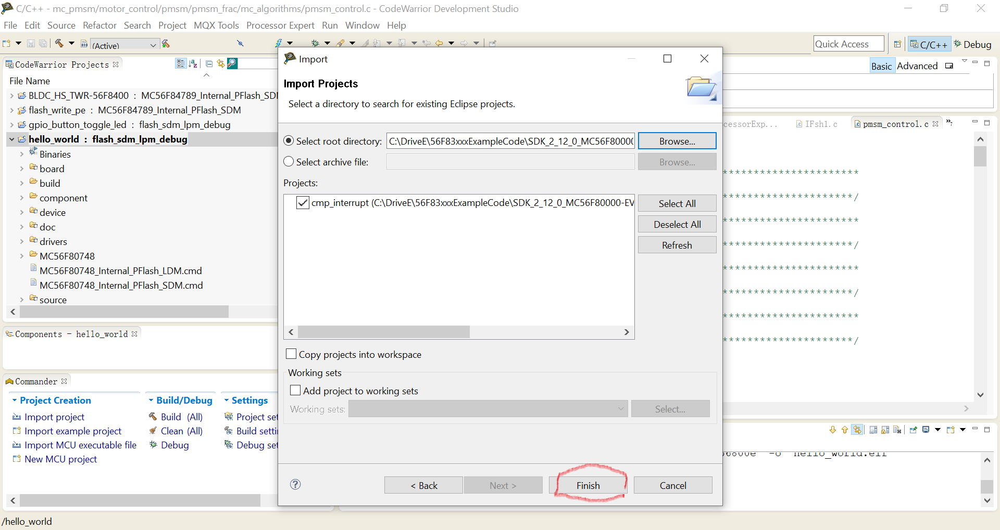 C/C++ - mc_pmsm/motor_control/pmsm/pmsm_frac/mc_algorithms/pmsm_control.c - CodeWarrior Development Studio
File Edit Source Refactor Search Project MQX Tools Processor Expert Run Window Help
(Active)
Quick Access
C/C++
Debug
CodeWarrior Projects
File Name
BLDC_HS_TWR-56F8400 : MC56F84789_Internal_PFlash_SDM
flash_write_pe : MC56F84789_Internal_PFlash_SDM
gpio_button_toggle_led : flash_sdm_lpm_debug
hello_world : flash_sdm_lpm_debug
Binaries
board
build
component
device
doc
drivers
MC56F80748
MC56F80748_Internal_PFlash_LDM.cmd
MC56F80748_Internal_PFlash_SDM.cmd
source
Components - hello_world
Commander
Project Creation
Import project
Import example project
Import MCU executable file
New MCU project
Build/Debug
Build (All)
Clean (All)
Debug
Settings
Project set
Build setti
Debug set
/hello_world
Import
Import Projects
Select a directory to search for existing Eclipse projects.
Select root directory: C:\DriveE\56F83xxxExampleCode\SDK_2_12_0_MC56F8000( Browse...
Select archive file: Browse...
Projects:
cmp_interrupt (C:\DriveE\56F83xxxExampleCode\SDK_2_12_0_MC56F80000-EV
Select All
Deselect All
Refresh
Copy projects into workspace
Working sets
Add project to working sets
Working sets: Select...
< Back Next > Finish Cancel
Basic Advanced
cessorExp... IFsh1.c pmsm_control.c »7
**********************
*********************/
**********************
*********************/
**********************
*********************/
**********************
*********************/
56800e -o hello_world.elf